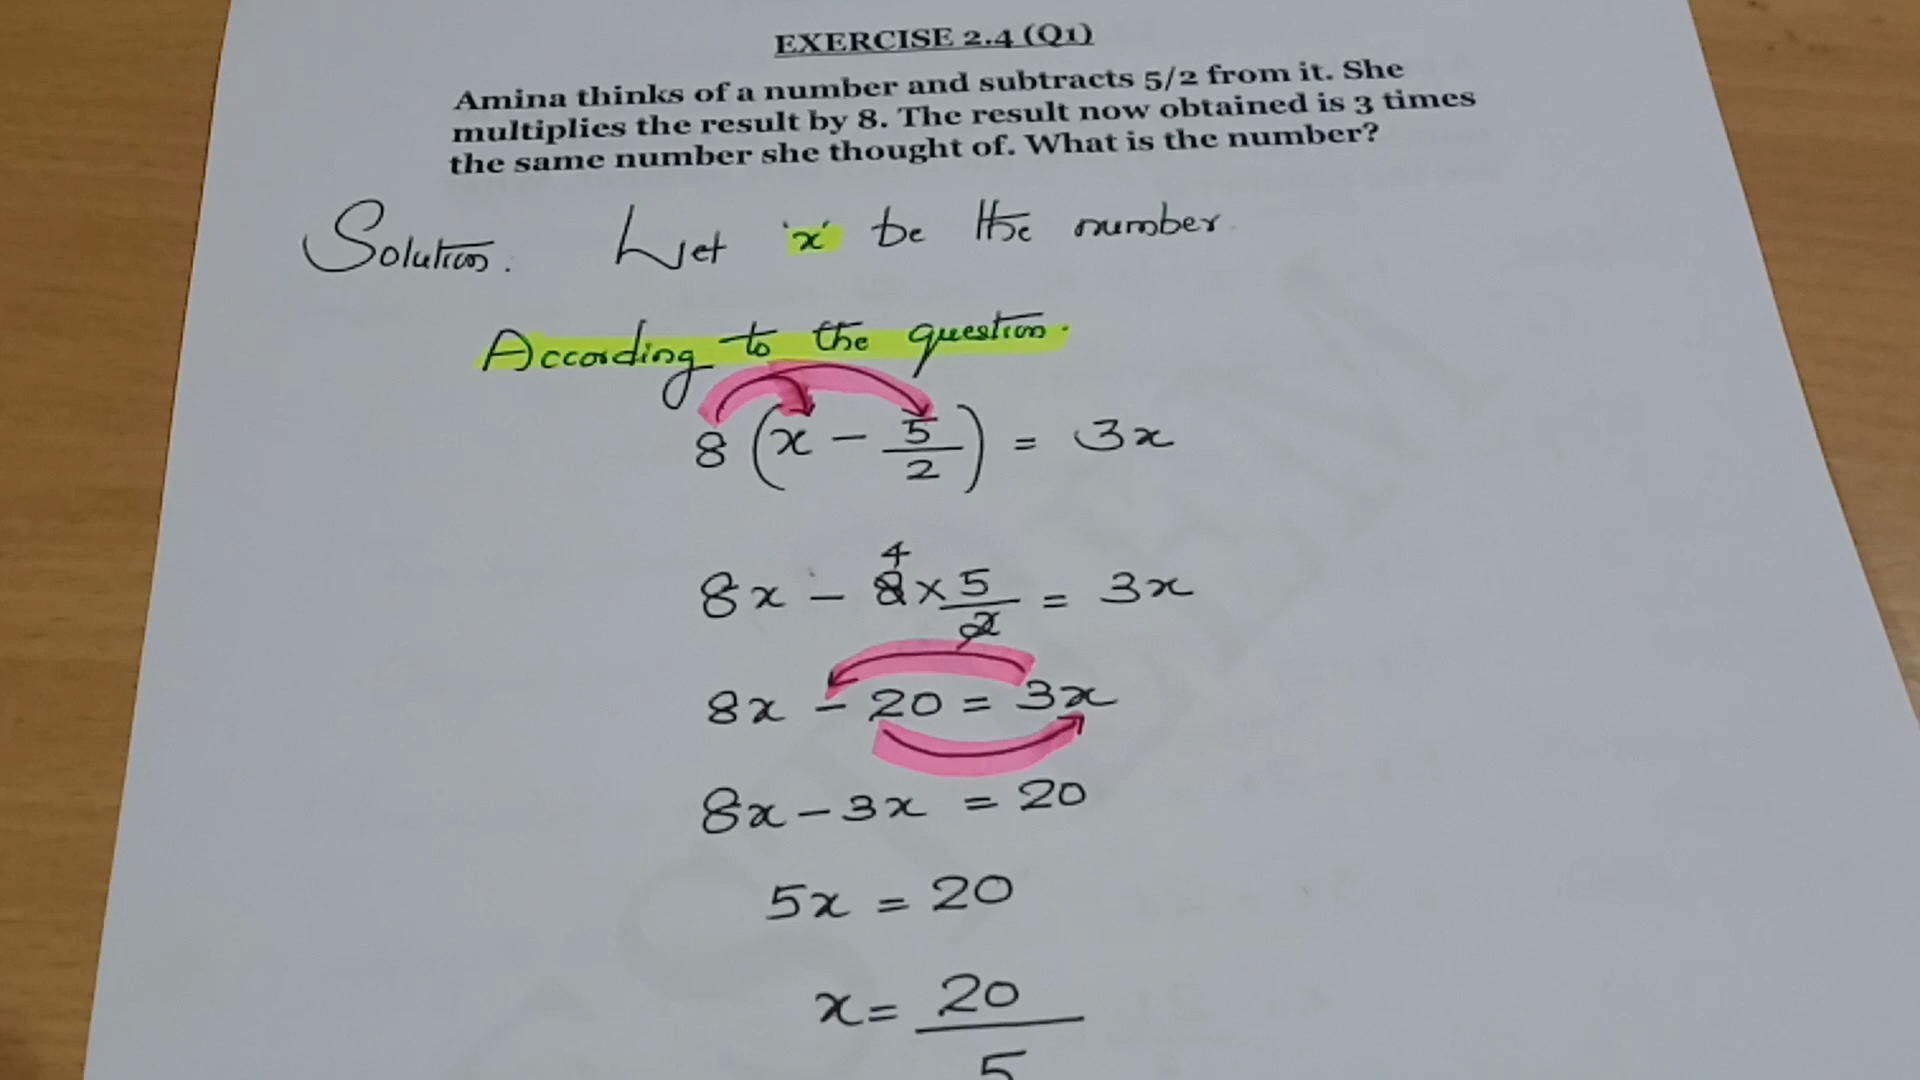 EXERCISE 2.4 (Q1)
Amina thinks of a number and subtracts 5/2 from it. She
multiplies the result by 8. The result now obtained is 3 times
the same number she thought of. What is the number?
Solution. Let 'x' be the number.
According to the question.
8 (x - 5/2) = 3x
8x - 8 4 × 5/2 = 3x
8x - 20 = 3x
8x - 3x = 20
5x = 20
x = 20/5